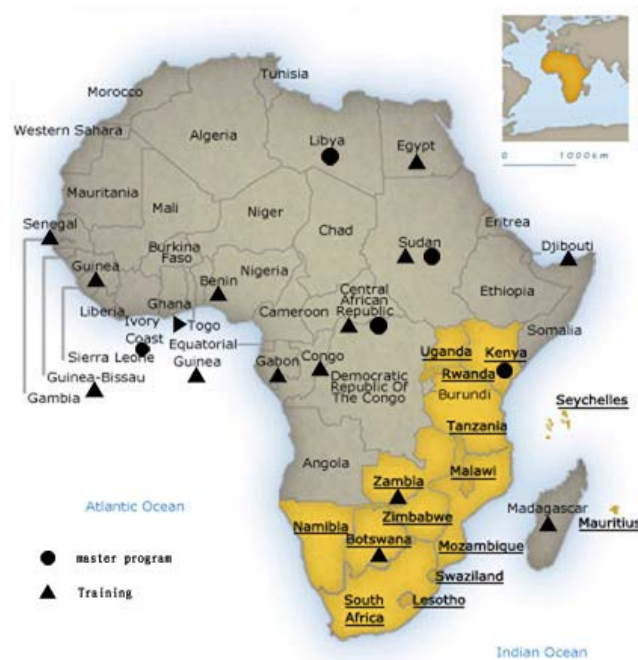 Tunisia
Morocco
Western Sahara
Algeria
Libya
Egypt
0 1000km
Mauritania
Mali
Niger
Chad
Sudan
Eritrea
Djibouti
Senegal
Guinea
Burkina
Faso
Benin
Nigeria
Ethiopia
Somalia
Liberia
Ghana
Ivory
Coast
Togo
Cameroon
Central
African
Republic
Sierra Leone
Equatorial
Guinea
Guinea-Bissau
Gambia
Gabon
Congo
Democratic
Republic Of
The Congo
Uganda
Kenya
Rwanda
Burundi
Seychelles
Tanzania
Angola
Malawi
Zambia
Zimbabwe
Madagascar
Mauritius
Atlantic Ocean
Namibia
Botswana
Mozambique
Swaziland
master program
Training
South
Africa
Lesotho
Indian Ocean